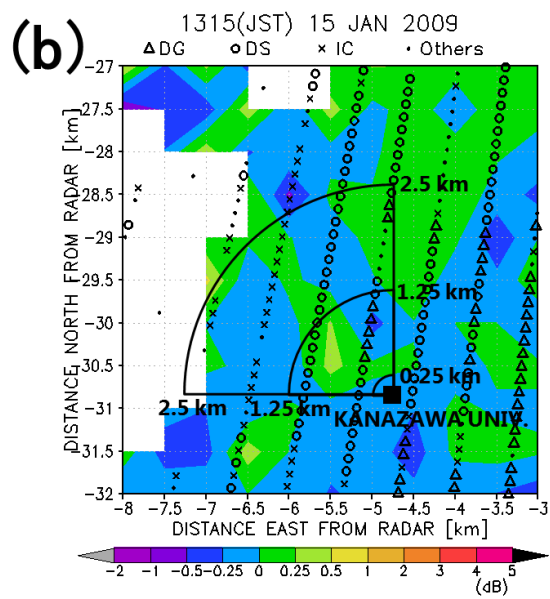 (b)
1315(JST) 15 JAN 2009
△DG ○DS ×IC ・Others
DISTANCE NORTH FROM RADAR [km]
-27
-27.5
-28
-28.5
-29
-29.5
-30
-30.5
-31
-31.5
-32
2.5 km
1.25 km
0.25 km
2.5 km 1.25 km
KANAZAWA UNIV.
-8 -7.5 -7 -6.5 -6 -5.5 -5 -4.5 -4 -3.5 -3
DISTANCE EAST FROM RADAR [km]
-2 -1 -0.5 -0.25 0 0.25 0.5 1 2 3 4 5
(dB)